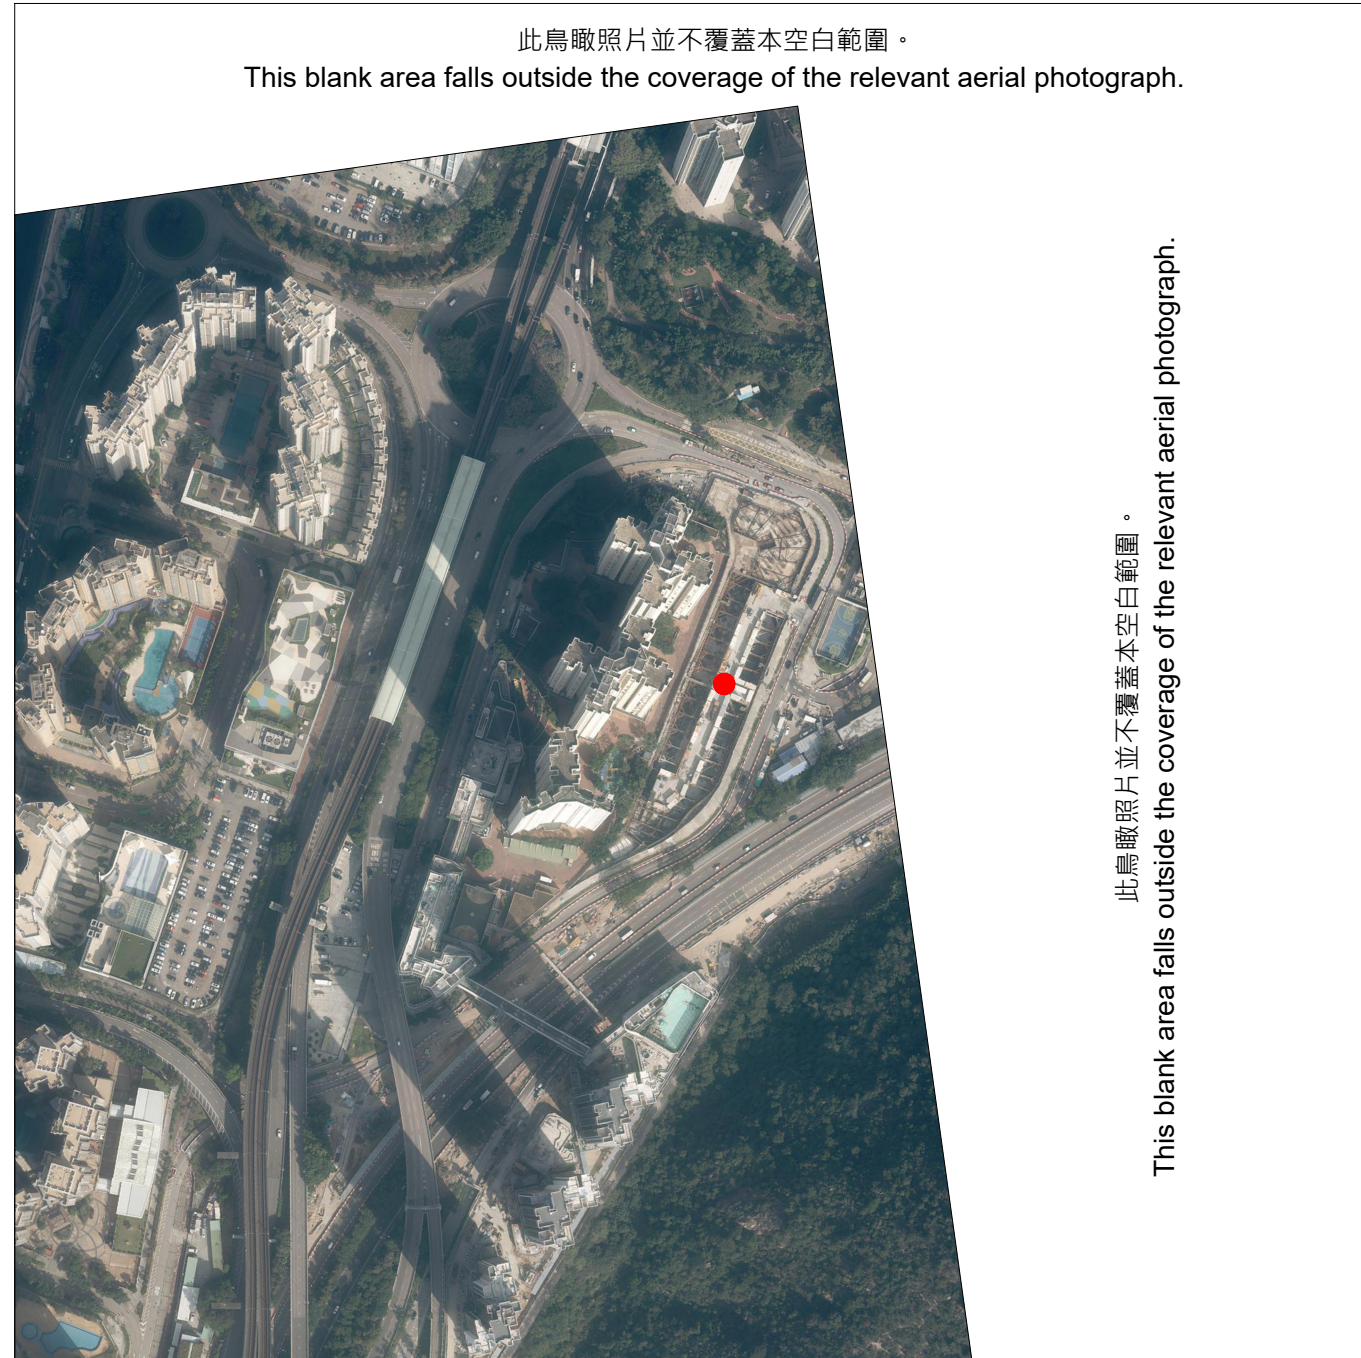 此鳥瞰照片並不覆蓋本空白範圍。
This blank area falls outside the coverage of the relevant aerial photograph.
此鳥瞰照片並不覆蓋本空白範圍。
This blank area falls outside the coverage of the relevant aerial photograph.